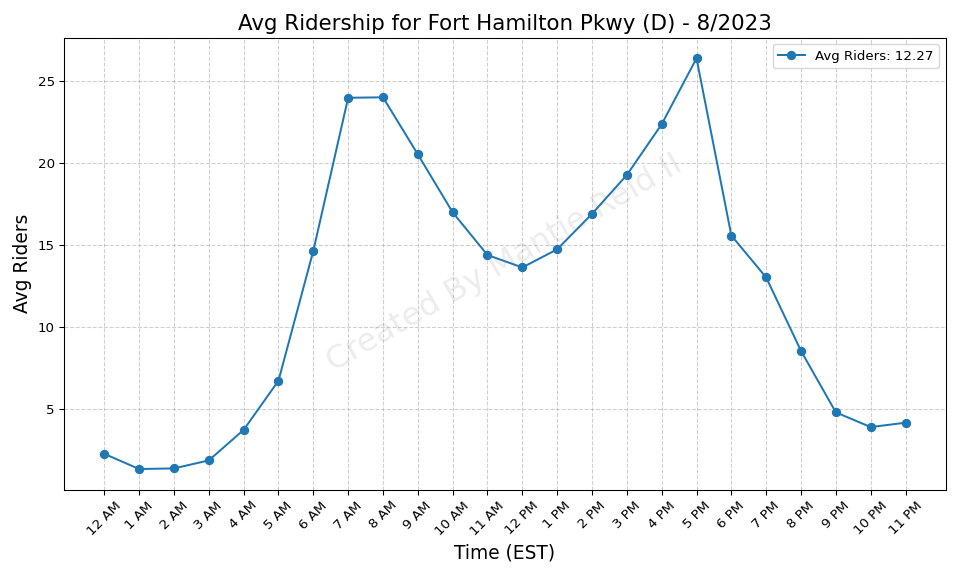 Avg Ridership for Fort Hamilton Pkwy (D) - 8/2023
Avg Riders: 12.27
25
20
15
10
5
Avg Riders
Created By Mantie Reid II
12 AM
1 AM
2 AM
3 AM
4 AM
5 AM
6 AM
7 AM
8 AM
9 AM
10 AM
11 AM
12 PM
1 PM
2 PM
3 PM
4 PM
5 PM
6 PM
7 PM
8 PM
9 PM
10 PM
11 PM
Time (EST)